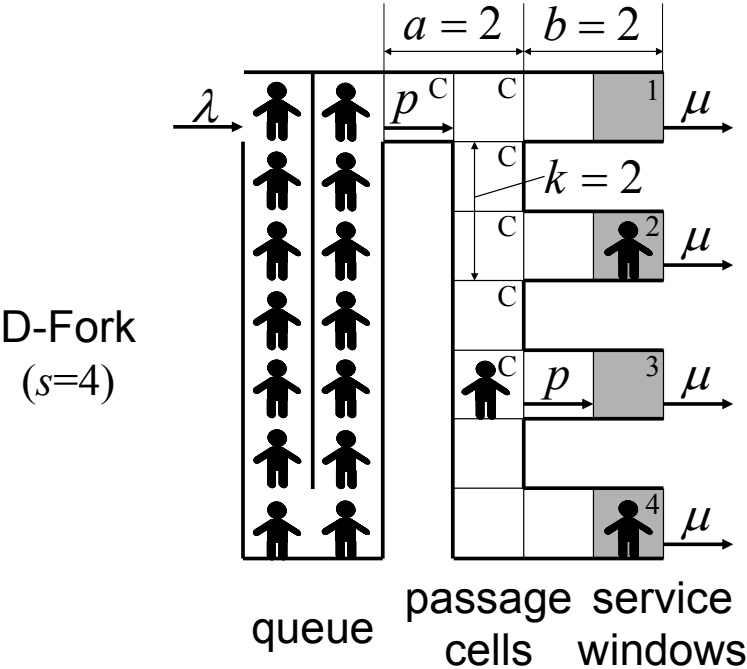 a = 2
b = 2
λ
p
C
C
1
μ
C
k = 2
C
2
μ
C
D-Fork
(s=4)
C
p
3
μ
4
μ
queue
passage
cells
service
windows